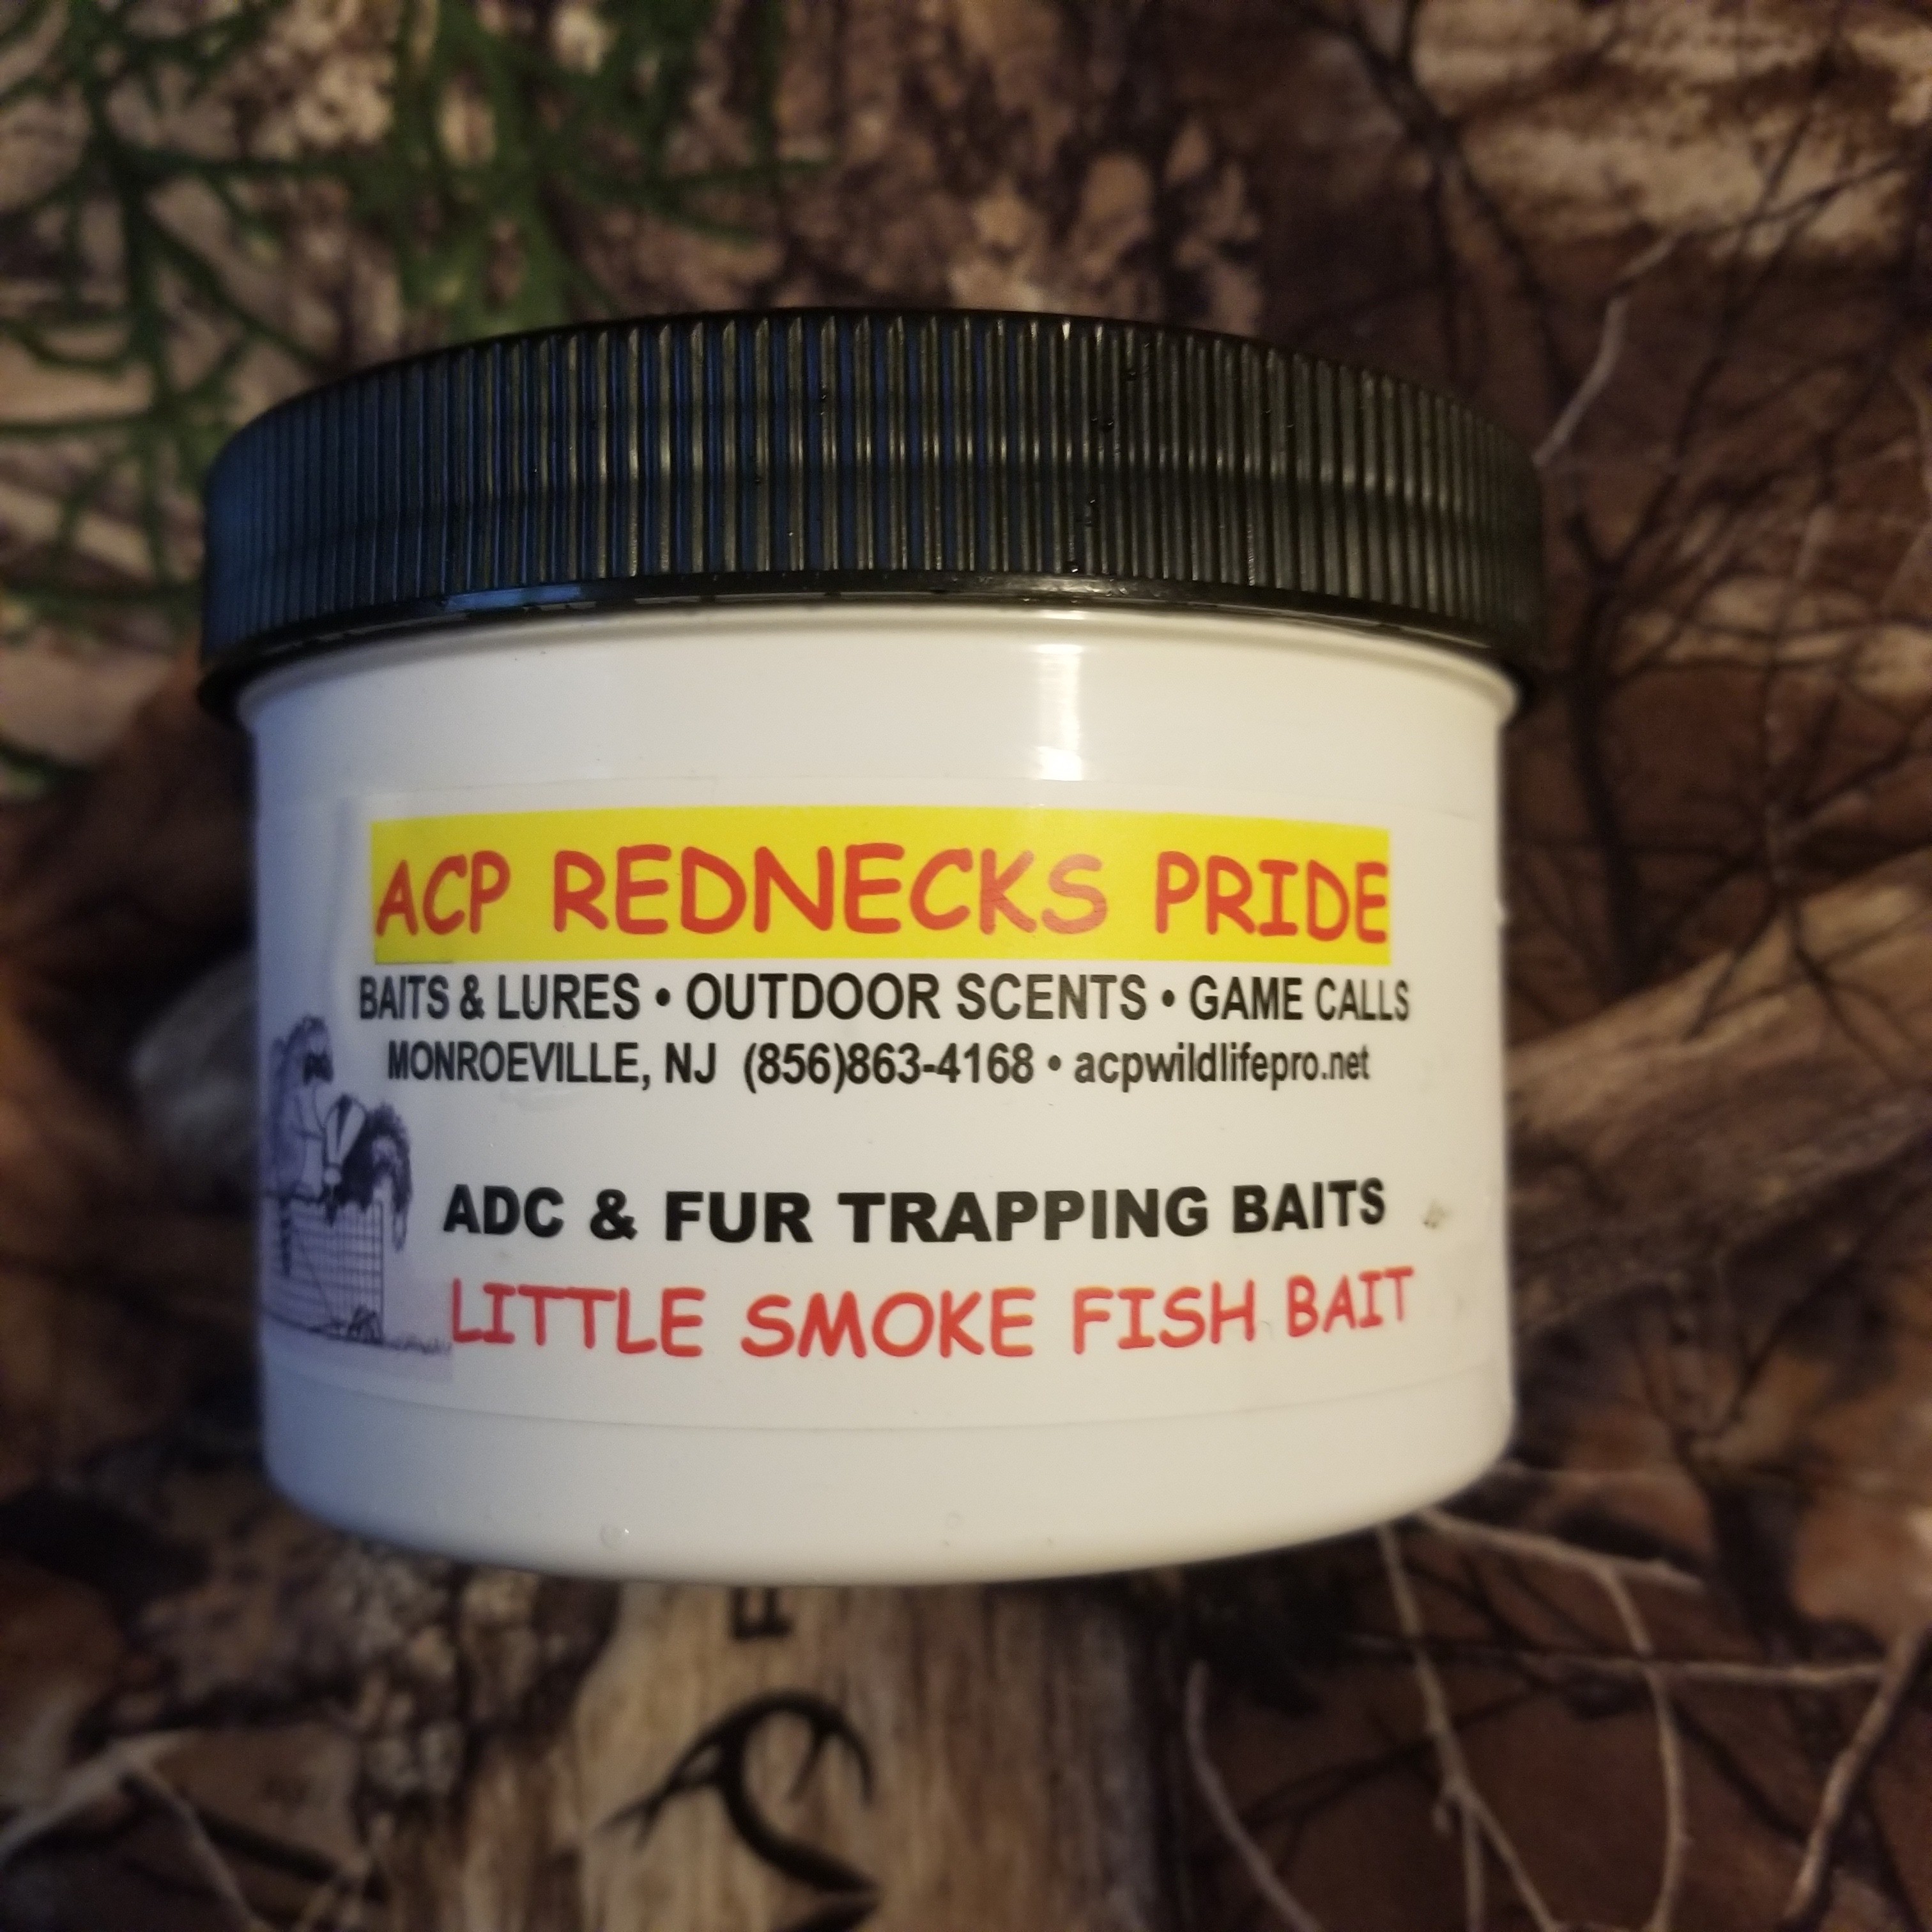 ACP REDNECKS PRIDE
BAITS & LURES • OUTDOOR SCENTS • GAME CALLS
MONROEVILLE, NJ (856)863-4168 • acpwildlifepro.net
ADC & FUR TRAPPING BAITS
LITTLE SMOKE FISH BAIT